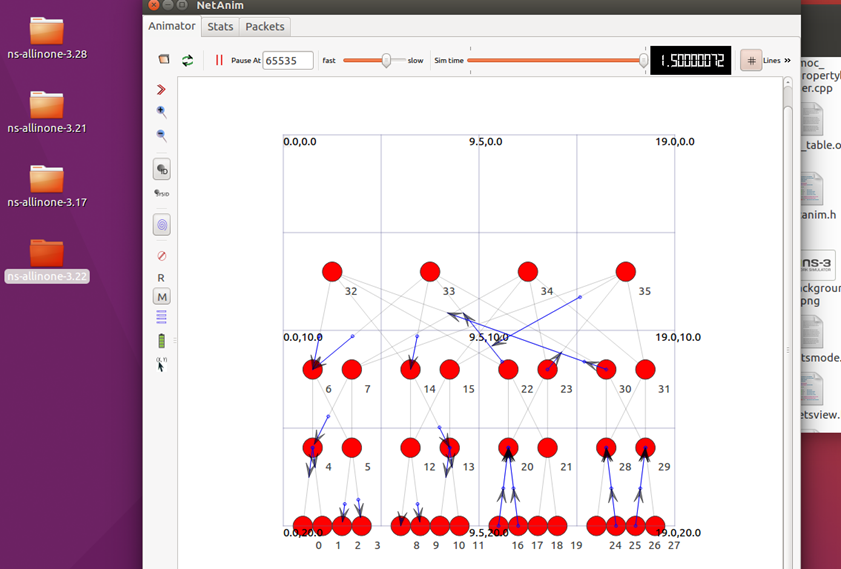 NetAnim
Animator Stats Packets
Pause At 65535 fast slow Sim time 1.50000072 # Lines »
ns-allinone-3.28
ns-allinone-3.21
ns-allinone-3.17
ns-allinone-3.22
R
M
0.0,0.0 9.5,0.0 19.0,0.0
32 33 34 35
0.0,10.0 9.5,10.0 19.0,10.0
6 7 14 15 22 23 30 31
4 5 12 13 20 21 28 29
0.0,20.0 9.5,20.0 19.0,20.0
0 1 2 3 8 9 10 11 16 17 18 19 24 25 26 27
moc_
ropertyb
er.cpp
_table.o
anim.h
ns-3
ckgroun
png
tsmode.
etsview.